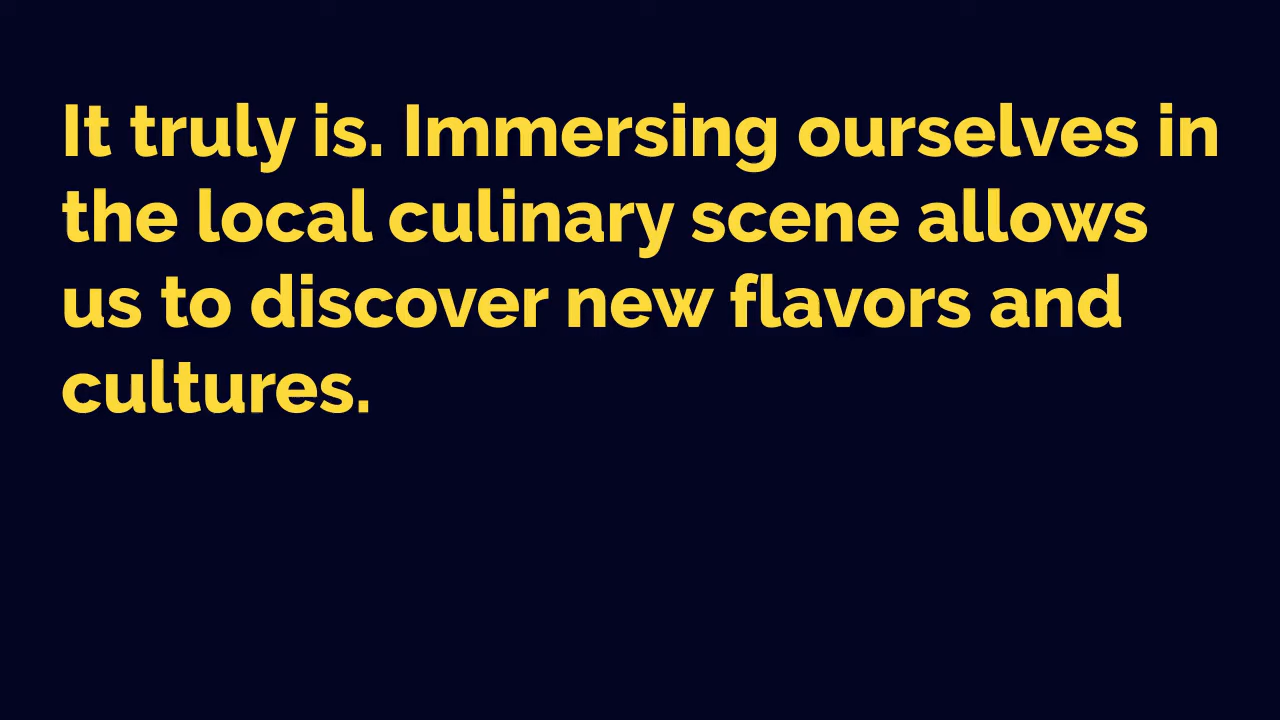 It truly is. Immersing ourselves in
the local culinary scene allows
us to discover new flavors and
cultures.